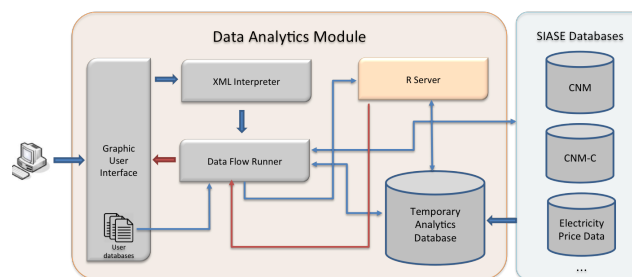 Data Analytics Module
SIASE Databases
XML Interpreter
R Server
CNM
Graphic
User
Interface
Data Flow Runner
CNM-C
Temporary
Analytics
Database
User
databases
Electricity
Price Data
...